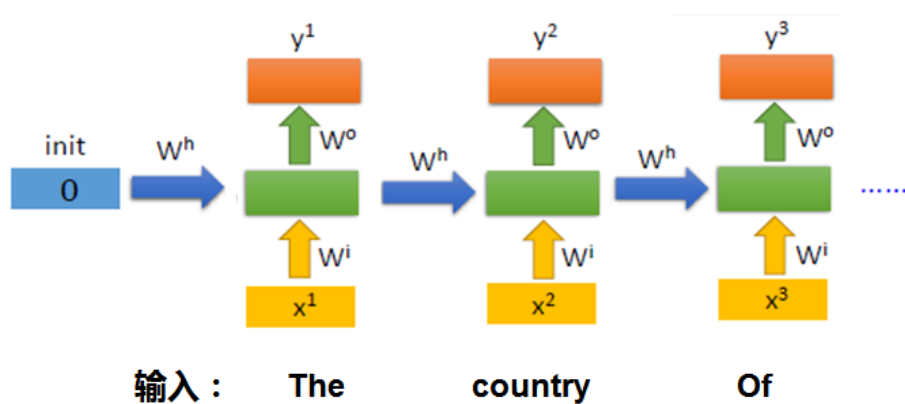 y¹ y² y³
init Wʰ Wᵒ Wʰ Wᵒ Wʰ Wᵒ
0 ......
Wⁱ Wⁱ Wⁱ
x¹ x² x³
输入： The country Of